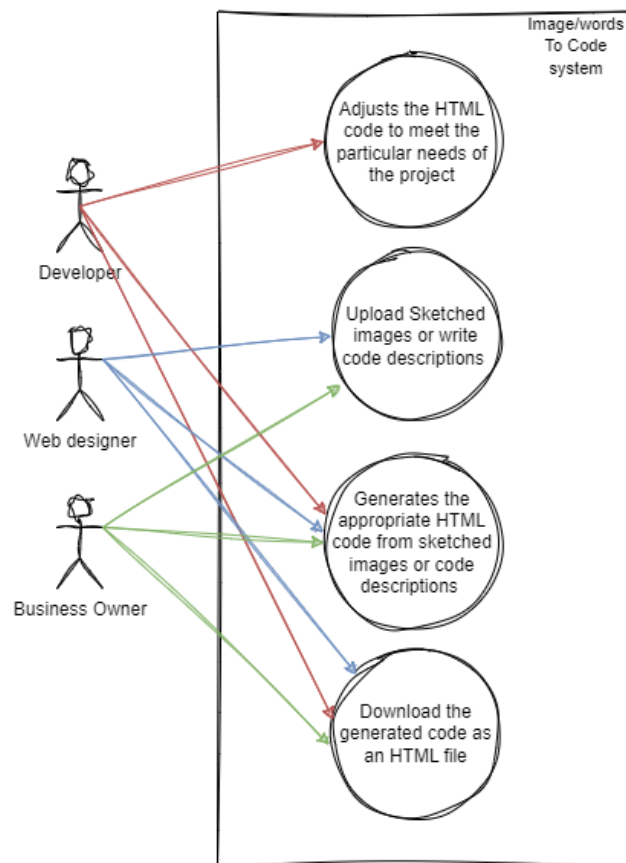 Image/words
To Code
system
Adjusts the HTML
code to meet the
particular needs of
the project
Developer
Upload Sketched
images or write
code descriptions
Web designer
Generates the
appropriate HTML
code from sketched
images or code
descriptions
Business Owner
Download the
generated code as
an HTML file